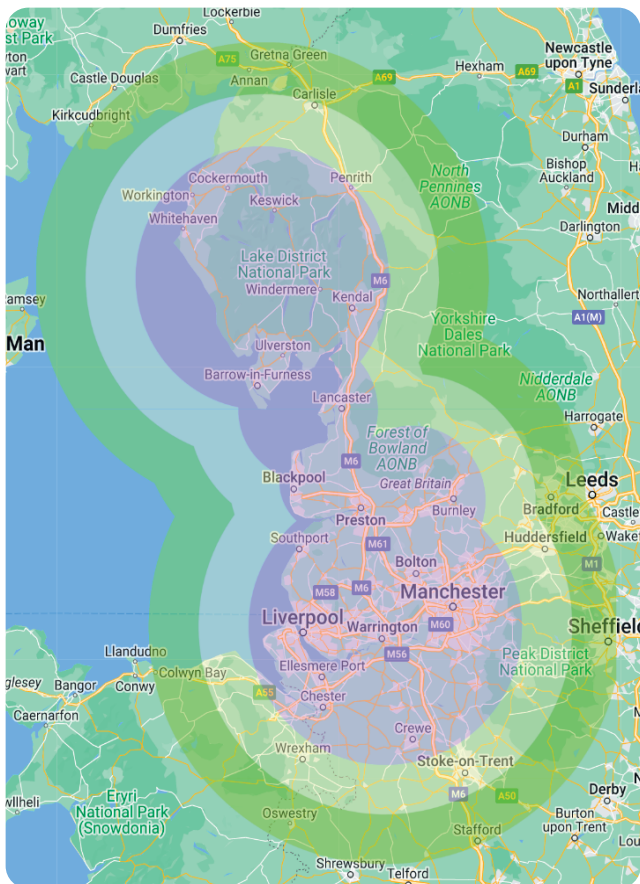 Lockerbie
oway
st Park
Dumfries
A75
Gretna Green
Newcastle
upon Tyne
Hexham
A69
A69
A1
Sunderla
yton
wart
Castle Douglas
Annan
Carlisle
Kirkcudbright
Durham
Bishop
Auckland
North
Pennines
AONB
Cockermouth
Penrith
Workington
Keswick
Whitehaven
Midd
Darlington
Lake District
National Park
M6
Windermere
Kendal
Northallert
amsey
A1(M)
Man
Yorkshire
Dales
National Park
Ulverston
Barrow-in-Furness
Nidderdale
AONB
Lancaster
Harrogate
Forest of
Bowland
AONB
M6
Blackpool
Great Britain
Leeds
Burnley
Bradford
Preston
Castle
Southport
M61
Huddersfield
Wakef
Bolton
M1
M58
M6
Manchester
Liverpool
Warrington
M60
Sheffield
Llandudno
M56
Peak District
National Park
Colwyn Bay
Ellesmere Port
glesey
Bangor
Conwy
A55
Chester
Caernarfon
Crewe
Wrexham
Stoke-on-Trent
M6
A50
Derby
wllheli
Eryri
National Park
(Snowdonia)
Oswestry
Burton
upon Trent
Stafford
Lou
Shrewsbury
Telford